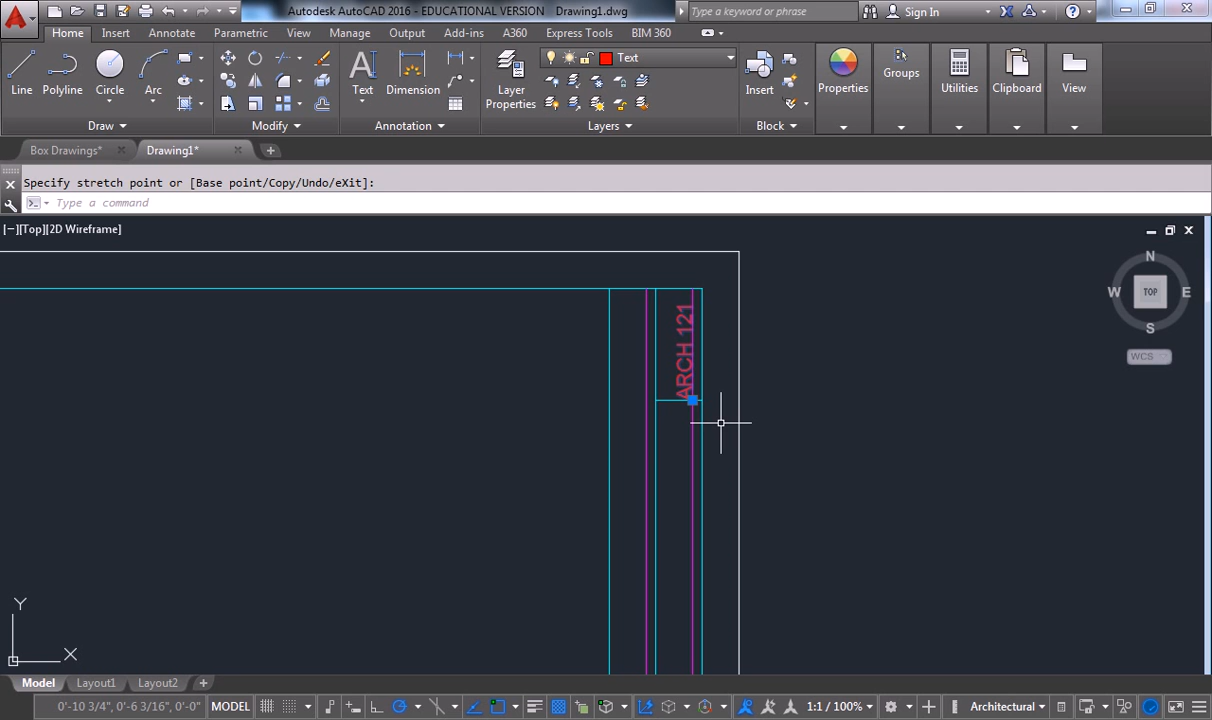 Autodesk AutoCAD 2016 - EDUCATIONAL VERSION Drawing1.dwg
Type a keyword or phrase
Sign In
Home Insert Annotate Parametric View Manage Output Add-ins A360 Express Tools BIM 360
Text
Line Polyline Circle Arc
Text Dimension
Layer
Properties
Insert
Properties Groups Utilities Clipboard View
Draw Modify Annotation Layers Block
Box Drawings* Drawing1*
Specify stretch point or [Base point/Copy/Undo/eXit]:
Type a command
[−][Top][2D Wireframe]
N
W TOP E
S
WCS
ARCH 121
Y
X
Model Layout1 Layout2
0'-10 3/4", 0'-6 3/16", 0'-0" MODEL 1:1 / 100% Architectural